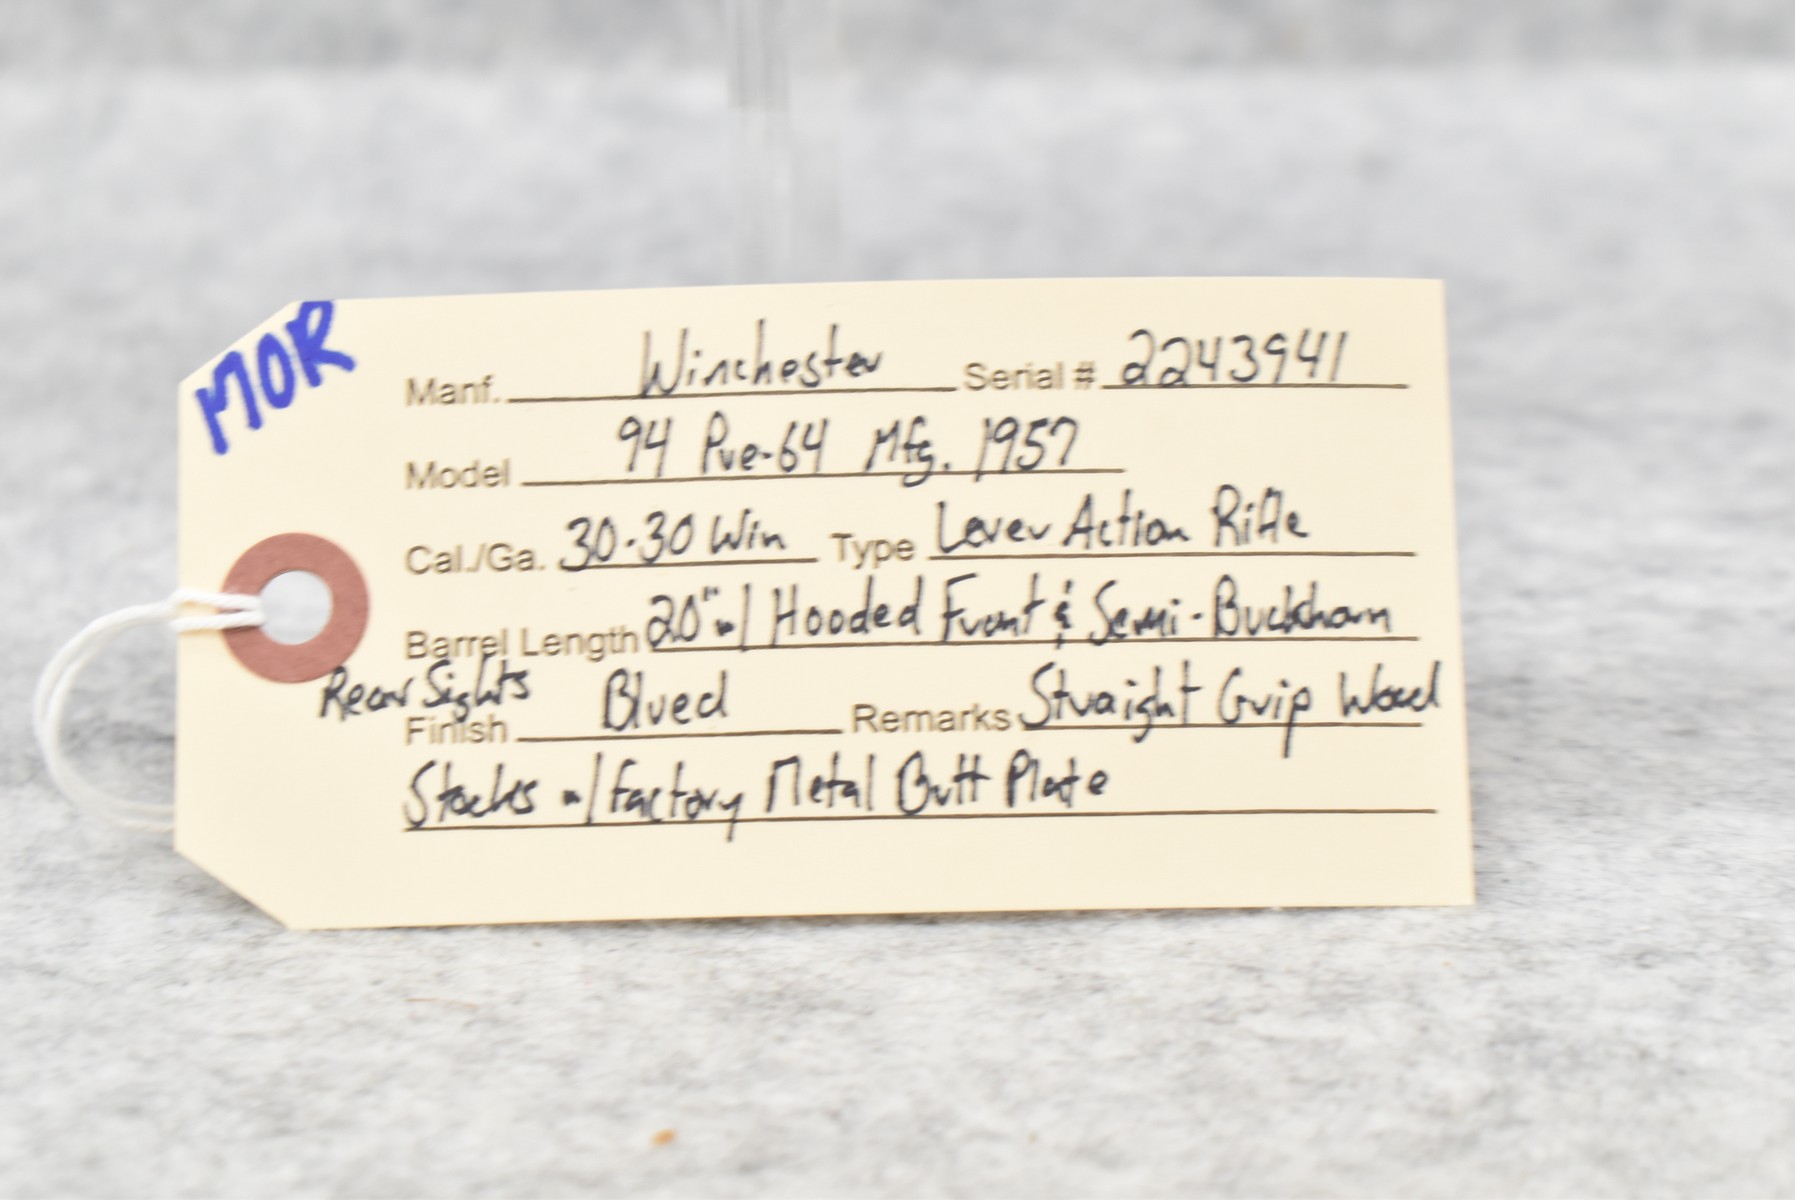 MOR
Manf. Winchester Serial # 2243941
Model 94 Pre-64 Mfg. 1957
Cal./Ga. 30-30 Win Type Lever Action Rifle
Barrel Length 20" w/ Hooded Front & Semi-Buckhorn
Rear Sights
Finish Blued Remarks Straight Grip Wood
Stocks w/ Factory Metal Butt Plate